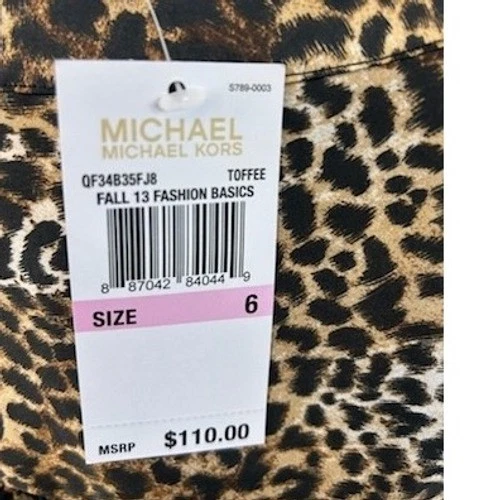 S789-0003
MICHAEL
MICHAEL KORS
QF34B35FJ8 TOFFEE
FALL 13 FASHION BASICS
8 87042 84044 9
SIZE 6
MSRP $110.00